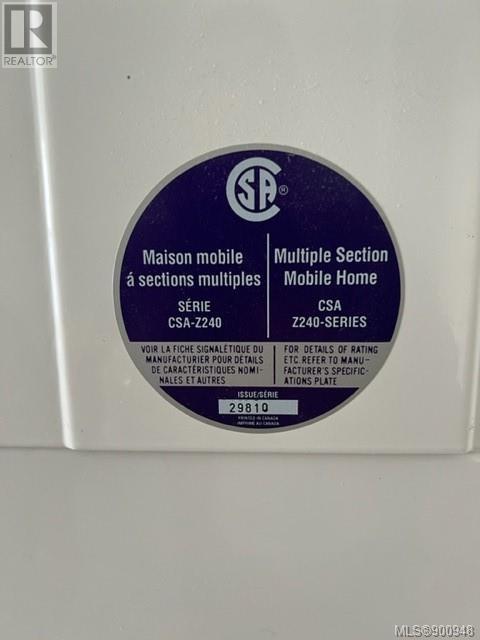 R
REALTOR®
CSA®
Maison mobile
á sections multiples
SÉRIE
CSA-Z240
Multiple Section
Mobile Home
CSA
Z240-SERIES
VOIR LA FICHE SIGNALÉTIQUE DU
MANUFACTURIER POUR DÉTAILS
DE CARACTÉRISTIQUES NOMI-
NALES ET AUTRES
FOR DETAILS OF RATING
ETC. REFER TO MANU-
FACTURER'S SPECIFIC-
ATIONS PLATE
ISSUE/SÉRIE
29810
PRINTED IN CANADA
IMPRIMÉ AU CANADA
MLS®900948